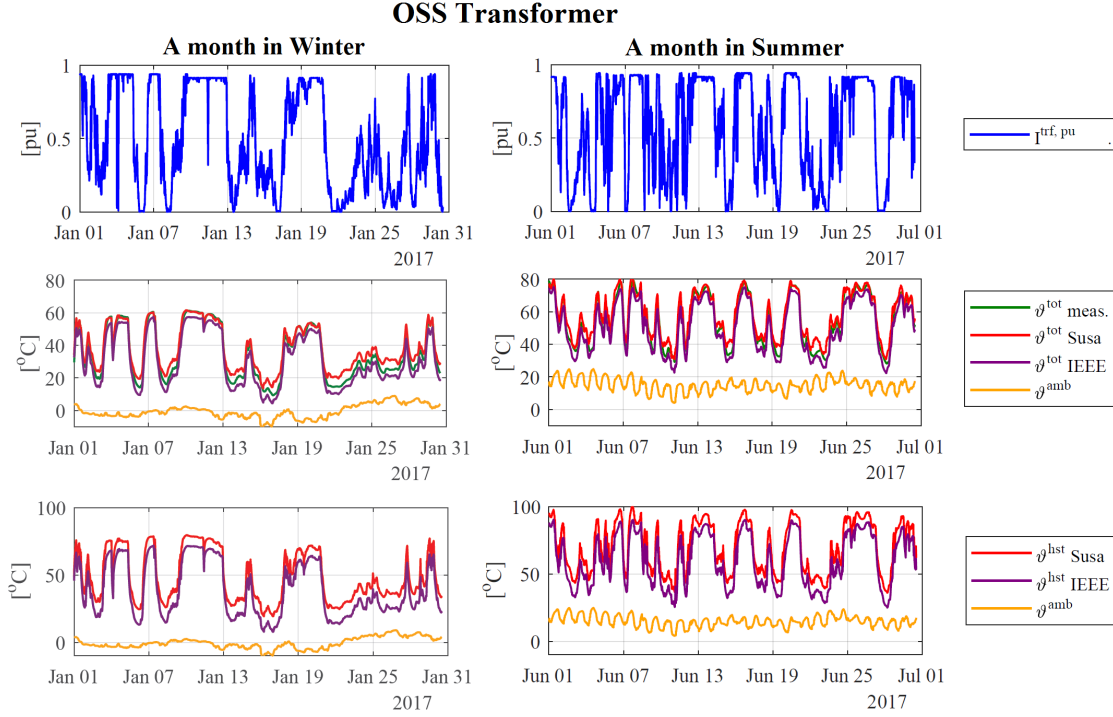 OSS Transformer
A month in Winter
A month in Summer
1
0.5
0
[pu]
Jan 01 Jan 07 Jan 13 Jan 19 Jan 25 Jan 31
2017
1
0.5
0
[pu]
Jun 01 Jun 07 Jun 13 Jun 19 Jun 25 Jul 01
2017
I^trf, pu .
80
60
40
20
0
[°C]
Jan 01 Jan 07 Jan 13 Jan 19 Jan 25 Jan 31
2017
80
60
40
20
0
[°C]
Jun 01 Jun 07 Jun 13 Jun 19 Jun 25 Jul 01
2017
ϑ^tot meas.
ϑ^tot Susa
ϑ^tot IEEE
ϑ^amb
100
50
0
[°C]
Jan 01 Jan 07 Jan 13 Jan 19 Jan 25 Jan 31
2017
100
50
0
[°C]
Jun 01 Jun 07 Jun 13 Jun 19 Jun 25 Jul 01
2017
ϑ^hst Susa
ϑ^hst IEEE
ϑ^amb